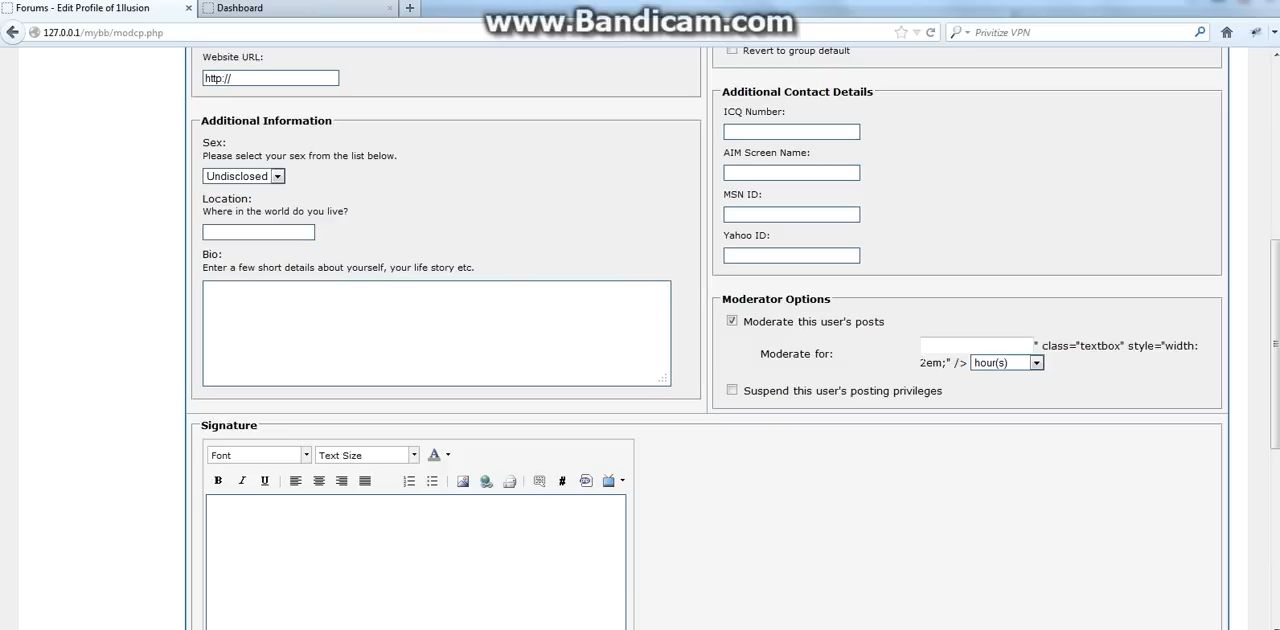 Forums - Edit Profile of 1Illusion
Dashboard
www.Bandicam.com
127.0.0.1/mybb/modcp.php
Privitize VPN
Website URL:
http://
Revert to group default
Additional Information
Sex:
Please select your sex from the list below.
Undisclosed
Location:
Where in the world do you live?
Bio:
Enter a few short details about yourself, your life story etc.
Additional Contact Details
ICQ Number:
AIM Screen Name:
MSN ID:
Yahoo ID:
Moderator Options
Moderate this user's posts
Moderate for:
" class="textbox" style="width:
2em;" /> hour(s)
Suspend this user's posting privileges
Signature
Font Text Size A
B I U #